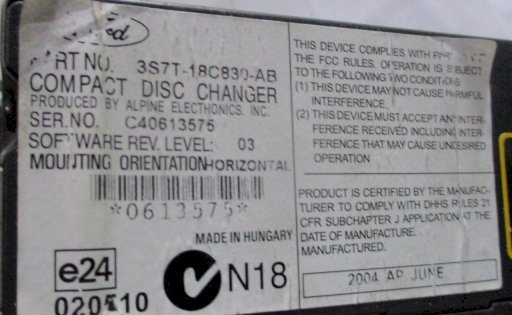 Ford
PART NO. 3S7T-18C830-AB
COMPACT DISC CHANGER
PRODUCED BY ALPINE ELECTRONICS, INC.
SER.NO. C40613575
SOFTWARE REV. LEVEL: 03
MOUNTING ORIENTATION HORIZONTAL
*0613575*
MADE IN HUNGARY
e24
N18
THIS DEVICE COMPLIES WITH PART
THE FCC RULES. OPERATION IS SUBJECT
TO THE FOLLOWING TWO CONDITIONS:
(1) THIS DEVICE MAY NOT CAUSE HARMFUL
INTERFERENCE,
(2) THIS DEVICE MUST ACCEPT ANY INTER-
FERENCE RECEIVED INCLUDING INTER-
FERENCE THAT MAY CAUSE UNDESIRED
OPERATION
PRODUCT IS CERTIFIED BY THE MANUFAC-
TURER TO COMPLY WITH DHHS RULES 21
CFR SUBCHAPTER J APPLICATION AT THE
DATE OF MANUFACTURE.
MANUFACTURED.
2004 AP JUNE